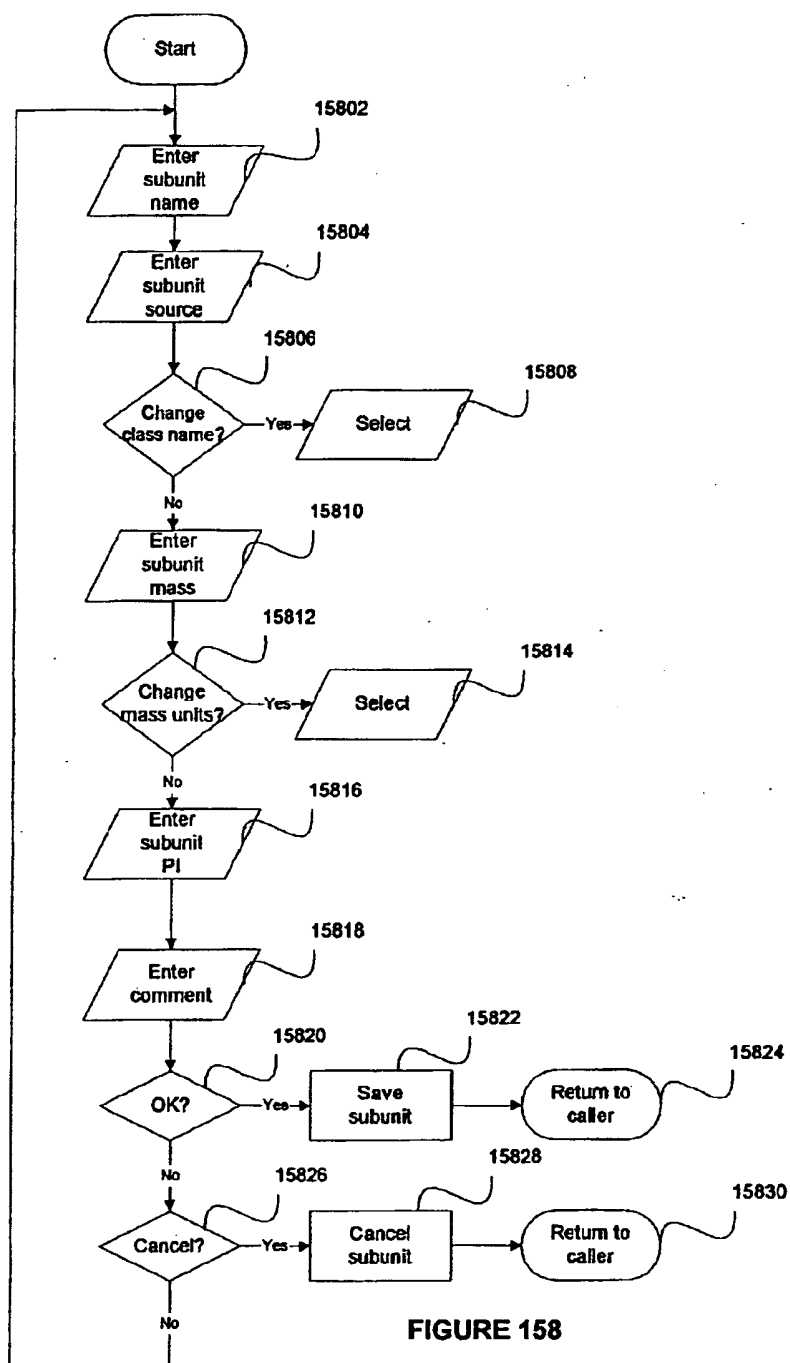 Start
15802
Enter
subunit
name
15804
Enter
subunit
source
15806
Change
class name?
Yes
15808
Select
No
15810
Enter
subunit
mass
15812
Change
mass units?
Yes
15814
Select
No
15816
Enter
subunit
PI
15818
Enter
comment
15820
OK?
Yes
15822
Save
subunit
15824
Return to
caller
No
15826
Cancel?
Yes
15828
Cancel
subunit
15830
Return to
caller
No
FIGURE 158